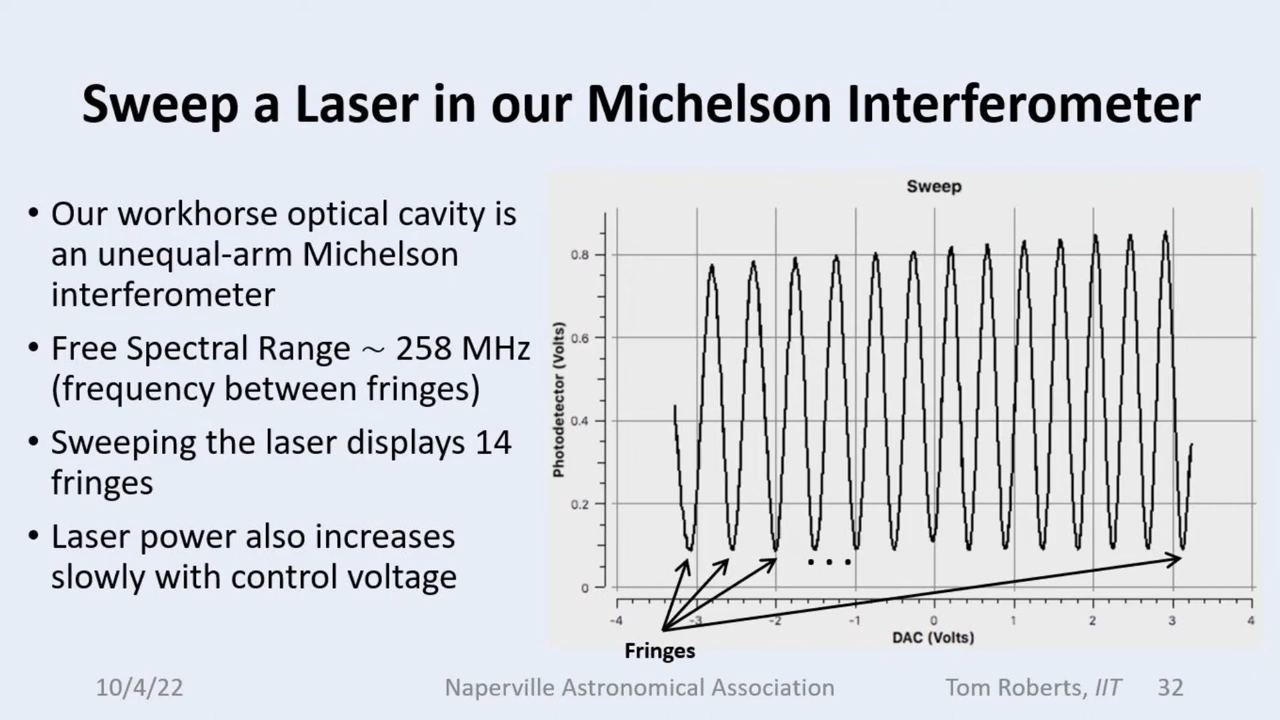 Sweep a Laser in our Michelson Interferometer
• Our workhorse optical cavity is
an unequal-arm Michelson
interferometer
• Free Spectral Range ~ 258 MHz
(frequency between fringes)
• Sweeping the laser displays 14
fringes
• Laser power also increases
slowly with control voltage
Sweep
Photodetector (Volts)
0.8
0.6
0.4
0.2
0
. . .
-4 -3 -2 -1 0 1 2 3 4
DAC (Volts)
Fringes
10/4/22 Naperville Astronomical Association Tom Roberts, IIT 32